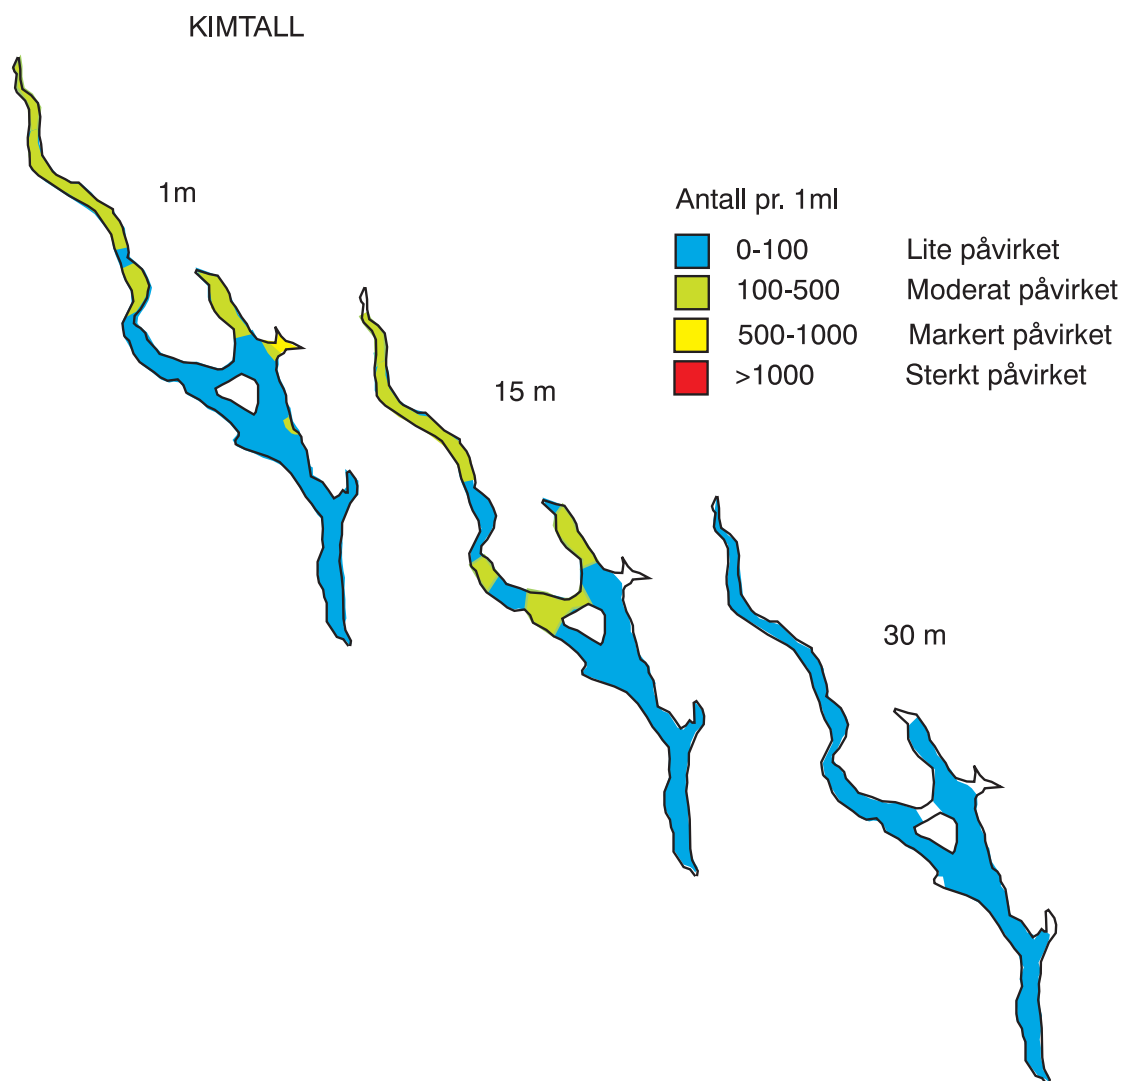 KIMTALL
1m
Antall pr. 1ml
0-100 Lite påvirket
100-500 Moderat påvirket
500-1000 Markert påvirket
>1000 Sterkt påvirket
15 m
30 m